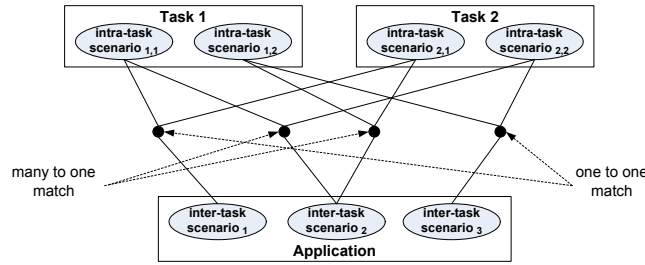 Task 1
Task 2
intra-task
scenario 1,1
intra-task
scenario 1,2
intra-task
scenario 2,1
intra-task
scenario 2,2
many to one
match
one to one
match
inter-task
scenario 1
inter-task
scenario 2
inter-task
scenario 3
Application